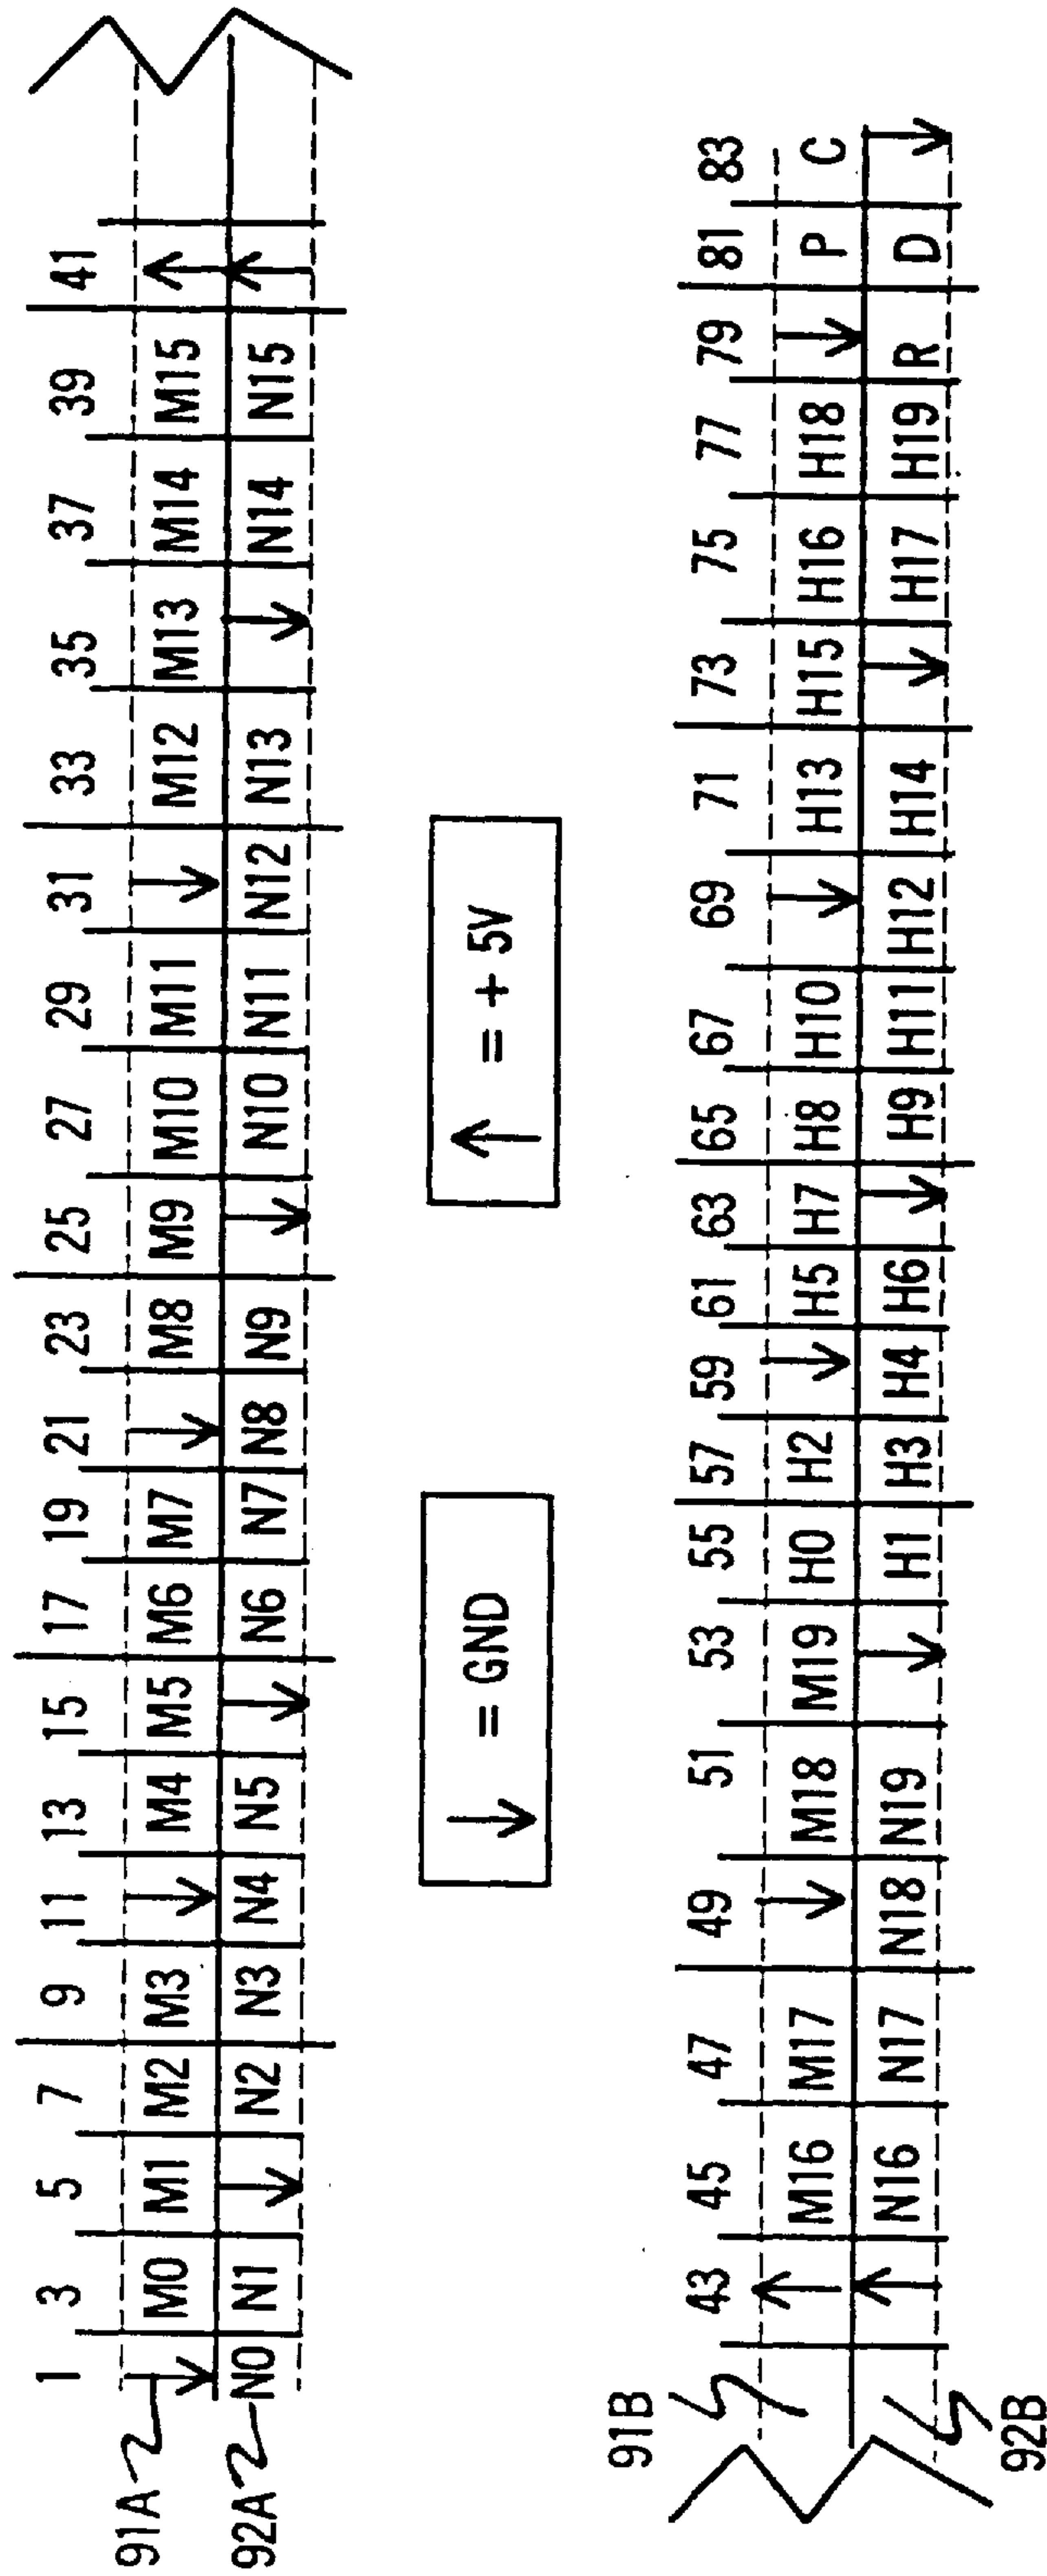 1 3 5 7 9 11 13 15 17 19 21 23 25 27 29 31 33 35 37 39 41
91A M0 M1 M2 M3 M4 M5 M6 M7 M8 M9 M10 M11 M12 M13 M14 M15
92A N0 N1 N2 N3 N4 N5 N6 N7 N8 N9 N10 N11 N12 N13 N14 N15
↓ = GND
↑ = + 5V
43 45 47 49 51 53 55 57 59 61 63 65 67 69 71 73 75 77 79 81 83
91B M16 M17 M18 M19 H0 H2 H5 H7 H8 H10 H13 H15 H16 H18 P C
92B N16 N17 N18 N19 H1 H3 H4 H6 H9 H11 H12 H14 H17 H19 R D